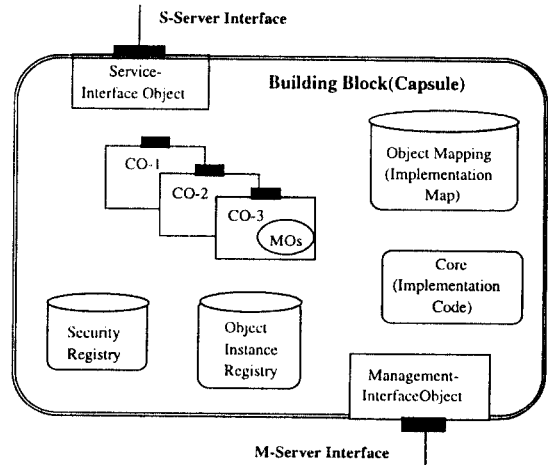 S-Server Interface
Service-
Interface Object
Building Block(Capsule)
CO-1
CO-2
CO-3
MOs
Object Mapping
(Implementation
Map)
Core
(Implementation
Code)
Security
Registry
Object
Instance
Registry
Management-
InterfaceObject
M-Server Interface